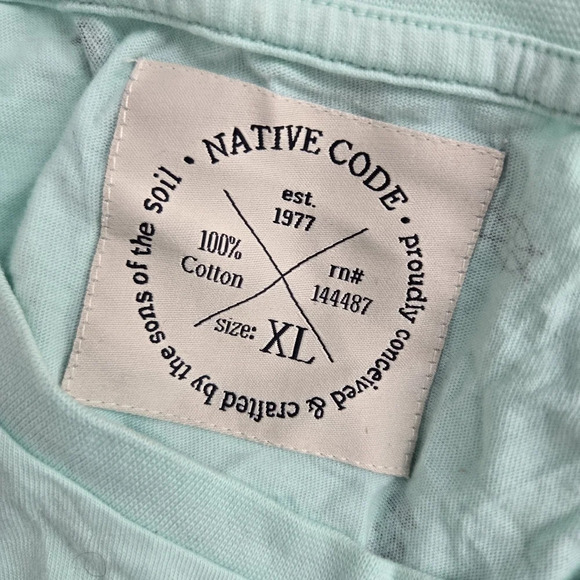 • NATIVE CODE •
proudly conceived & crafted by the sons of the soil
est.
1977
100%
Cotton
rn#
144487
size: XL